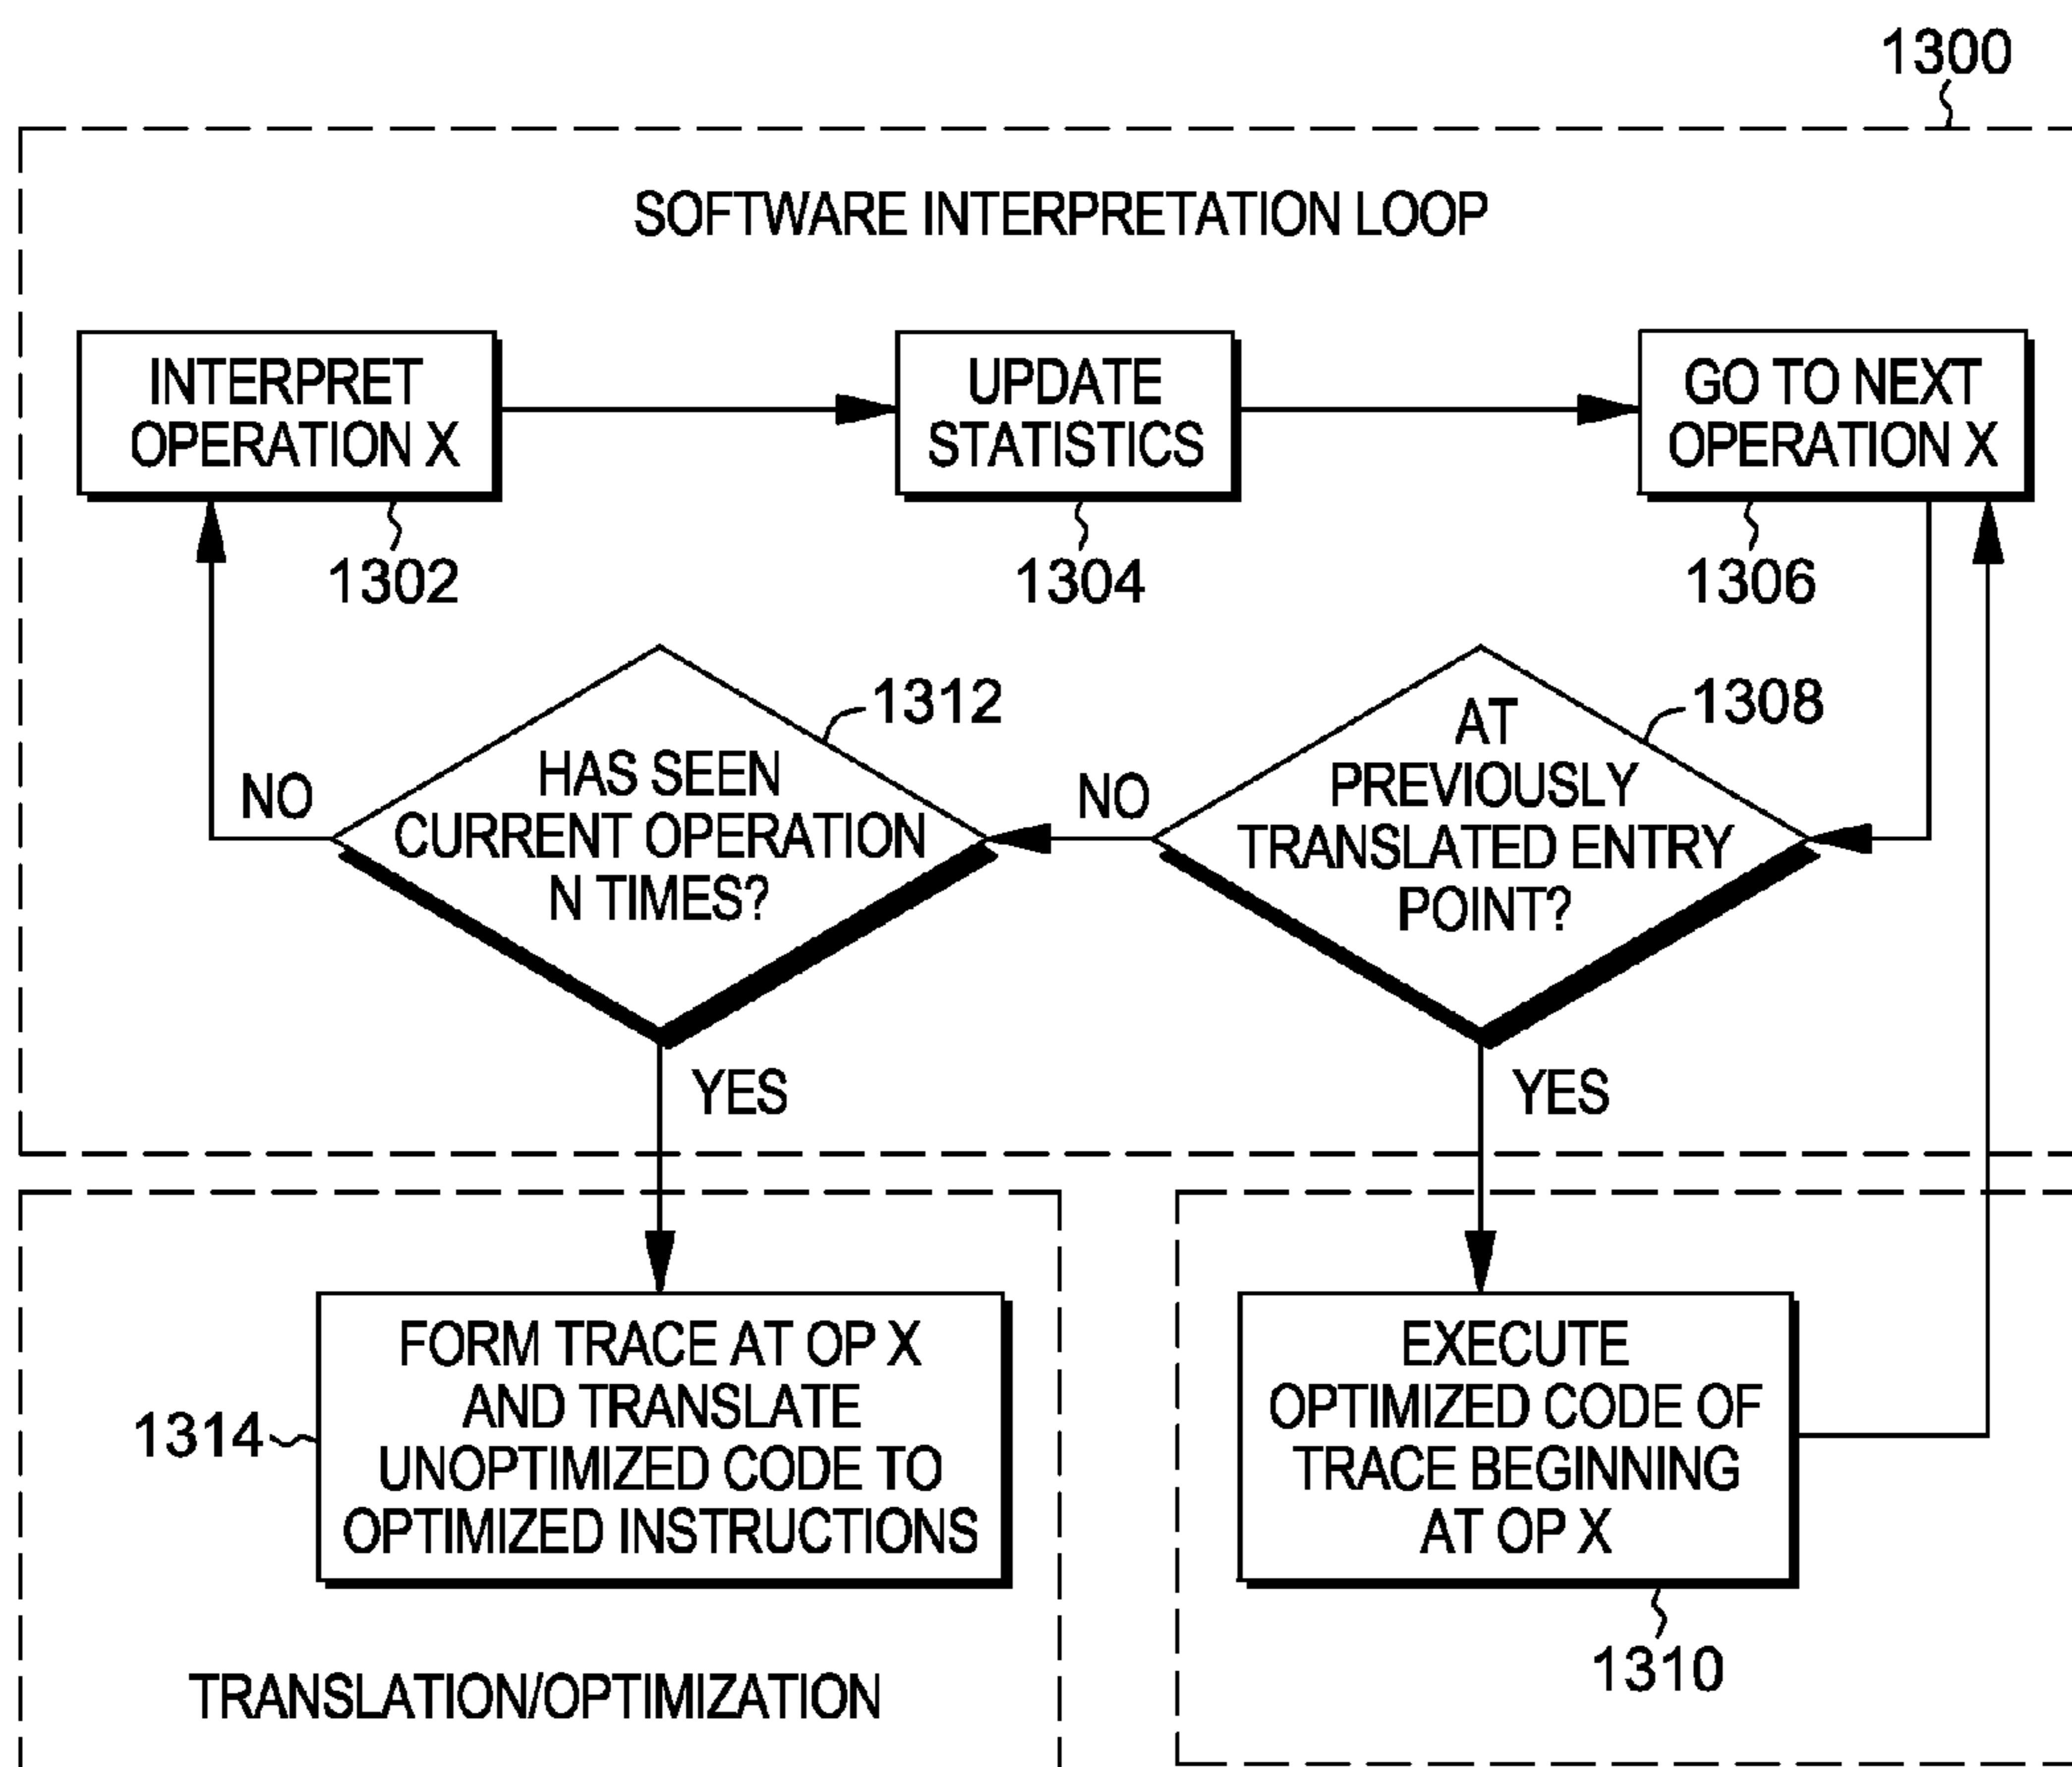 1300
SOFTWARE INTERPRETATION LOOP
INTERPRET
OPERATION X
1302
UPDATE
STATISTICS
1304
GO TO NEXT
OPERATION X
1306
AT
PREVIOUSLY
TRANSLATED ENTRY
POINT?
1308
NO
YES
HAS SEEN
CURRENT OPERATION
N TIMES?
1312
NO
YES
FORM TRACE AT OP X
AND TRANSLATE
UNOPTIMIZED CODE TO
OPTIMIZED INSTRUCTIONS
1314
TRANSLATION/OPTIMIZATION
EXECUTE
OPTIMIZED CODE OF
TRACE BEGINNING
AT OP X
1310